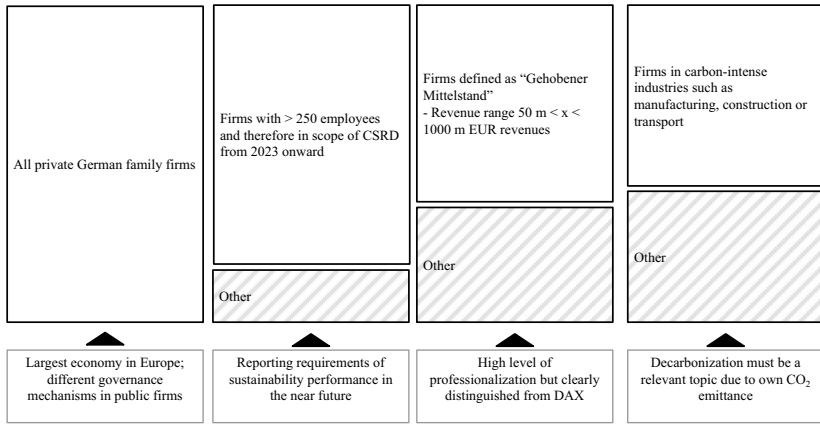 All private German family firms
Firms with > 250 employees
and therefore in scope of CSRD
from 2023 onward
Other
Firms defined as “Gehobener
Mittelstand”
- Revenue range 50 m < x <
1000 m EUR revenues
Other
Firms in carbon-intense
industries such as
manufacturing, construction or
transport
Other
Largest economy in Europe;
different governance
mechanisms in public firms
Reporting requirements of
sustainability performance in
the near future
High level of
professionalization but clearly
distinguished from DAX
Decarbonization must be a
relevant topic due to own CO₂
emittance